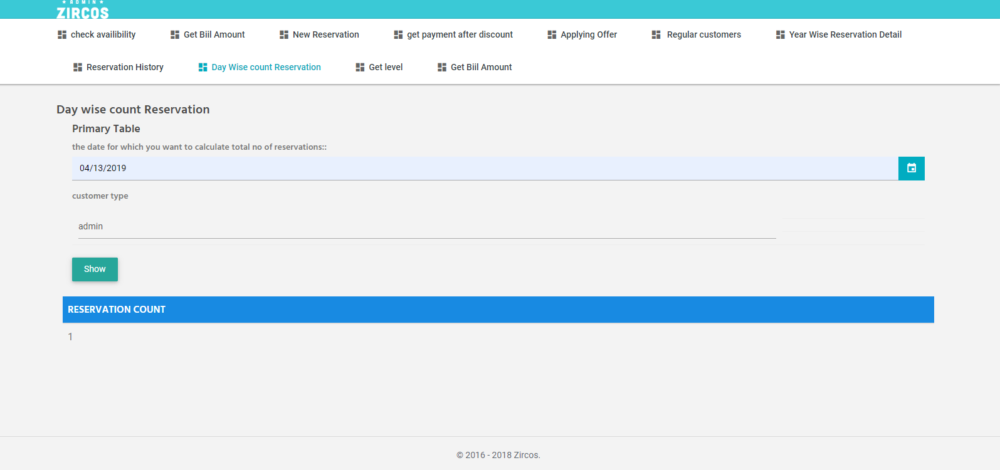 ADMIN
ZIRCOS
check availibility Get Biil Amount New Reservation get payment after discount Applying Offer Regular customers Year Wise Reservation Detail
Reservation History Day Wise count Reservation Get level Get Biil Amount
Day wise count Reservation
Primary Table
the date for which you want to calculate total no of reservations::
04/13/2019
customer type
admin
Show
RESERVATION COUNT
1
© 2016 - 2018 Zircos.